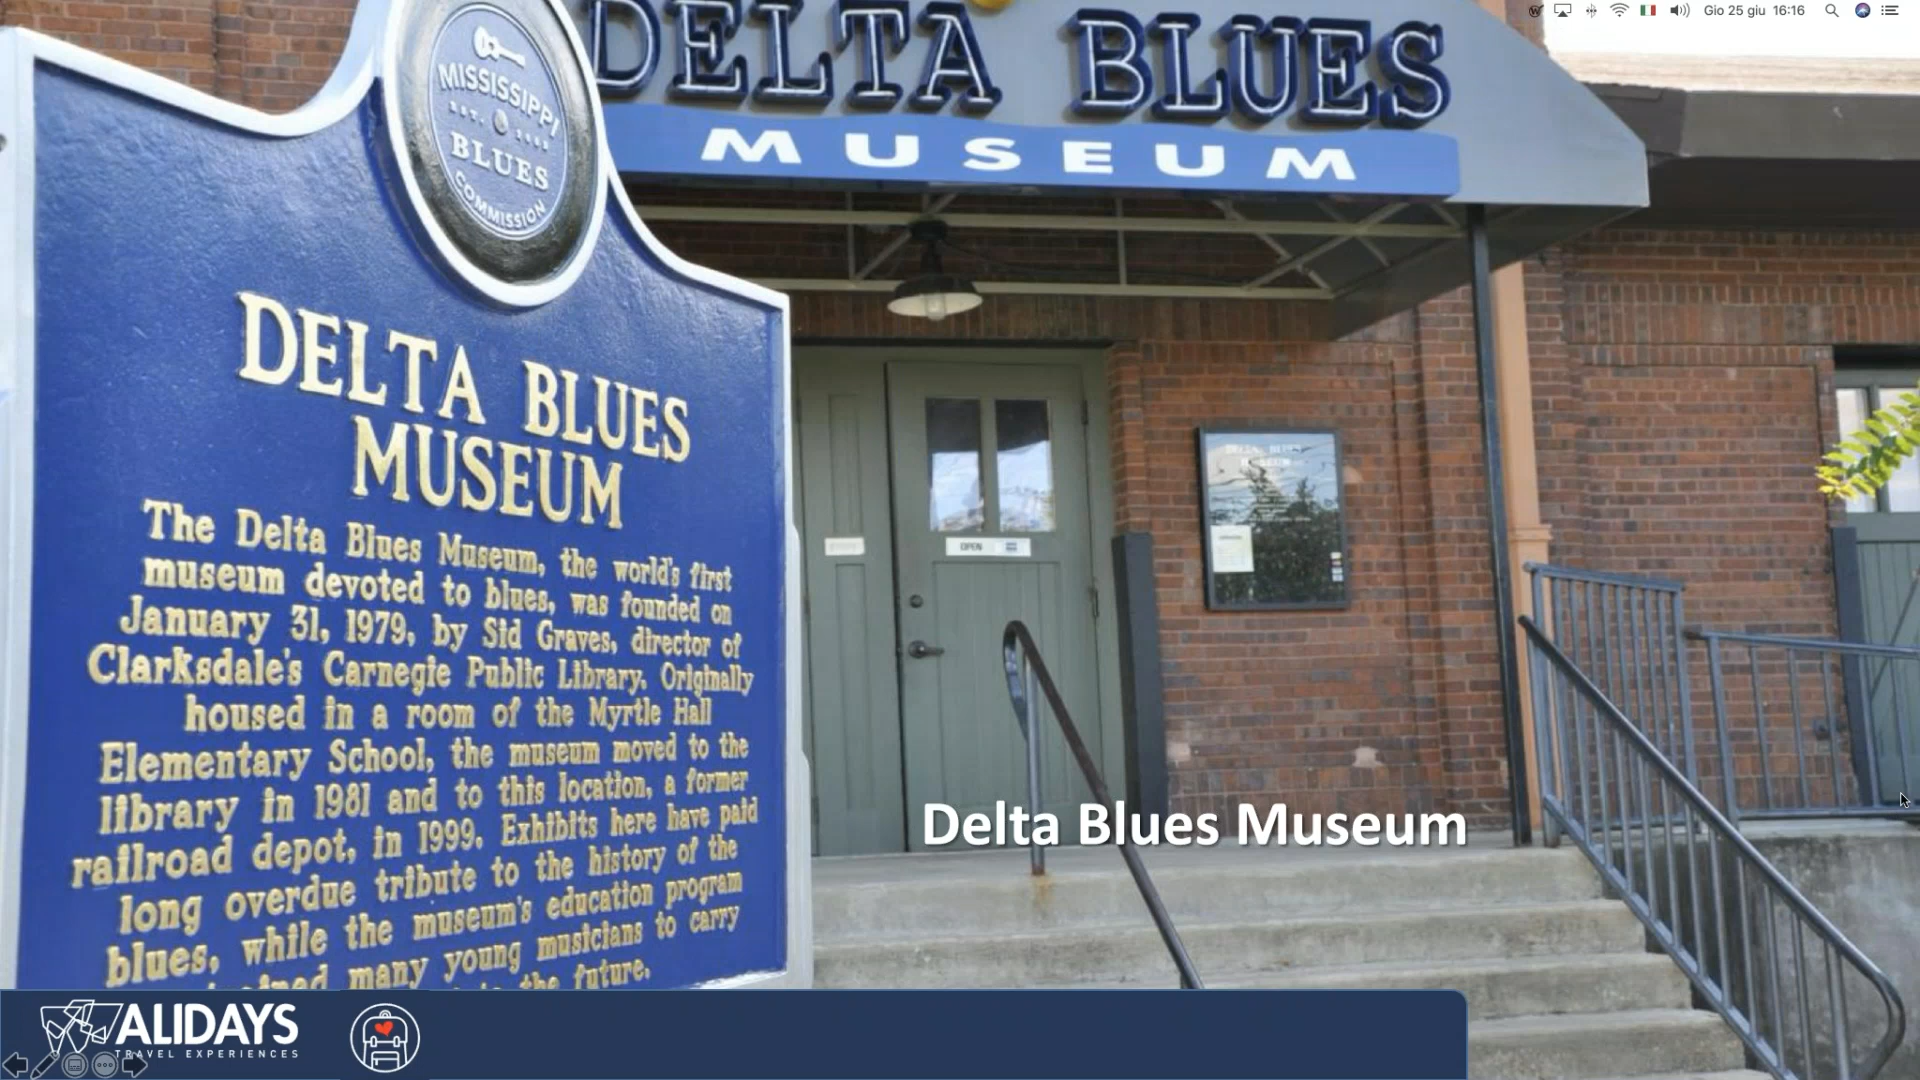 Gio 25 giu 16:16
DELTA BLUES
MUSEUM
MISSISSIPPI
EST.
BLUES
COMMISSION
DELTA BLUES
MUSEUM
The Delta Blues Museum, the world's first
museum devoted to blues, was founded on
January 31, 1979, by Sid Graves, director of
Clarksdale's Carnegie Public Library. Originally
housed in a room of the Myrtle Hall
Elementary School, the museum moved to the
library in 1981 and to this location, a former
railroad depot, in 1999. Exhibits here have paid
long overdue tribute to the history of the
blues, while the museum's education program
many young musicians to carry
the future.
OPEN
DELTA BLUES
MUSEUM
Delta Blues Museum
ALIDAYS
TRAVEL EXPERIENCES